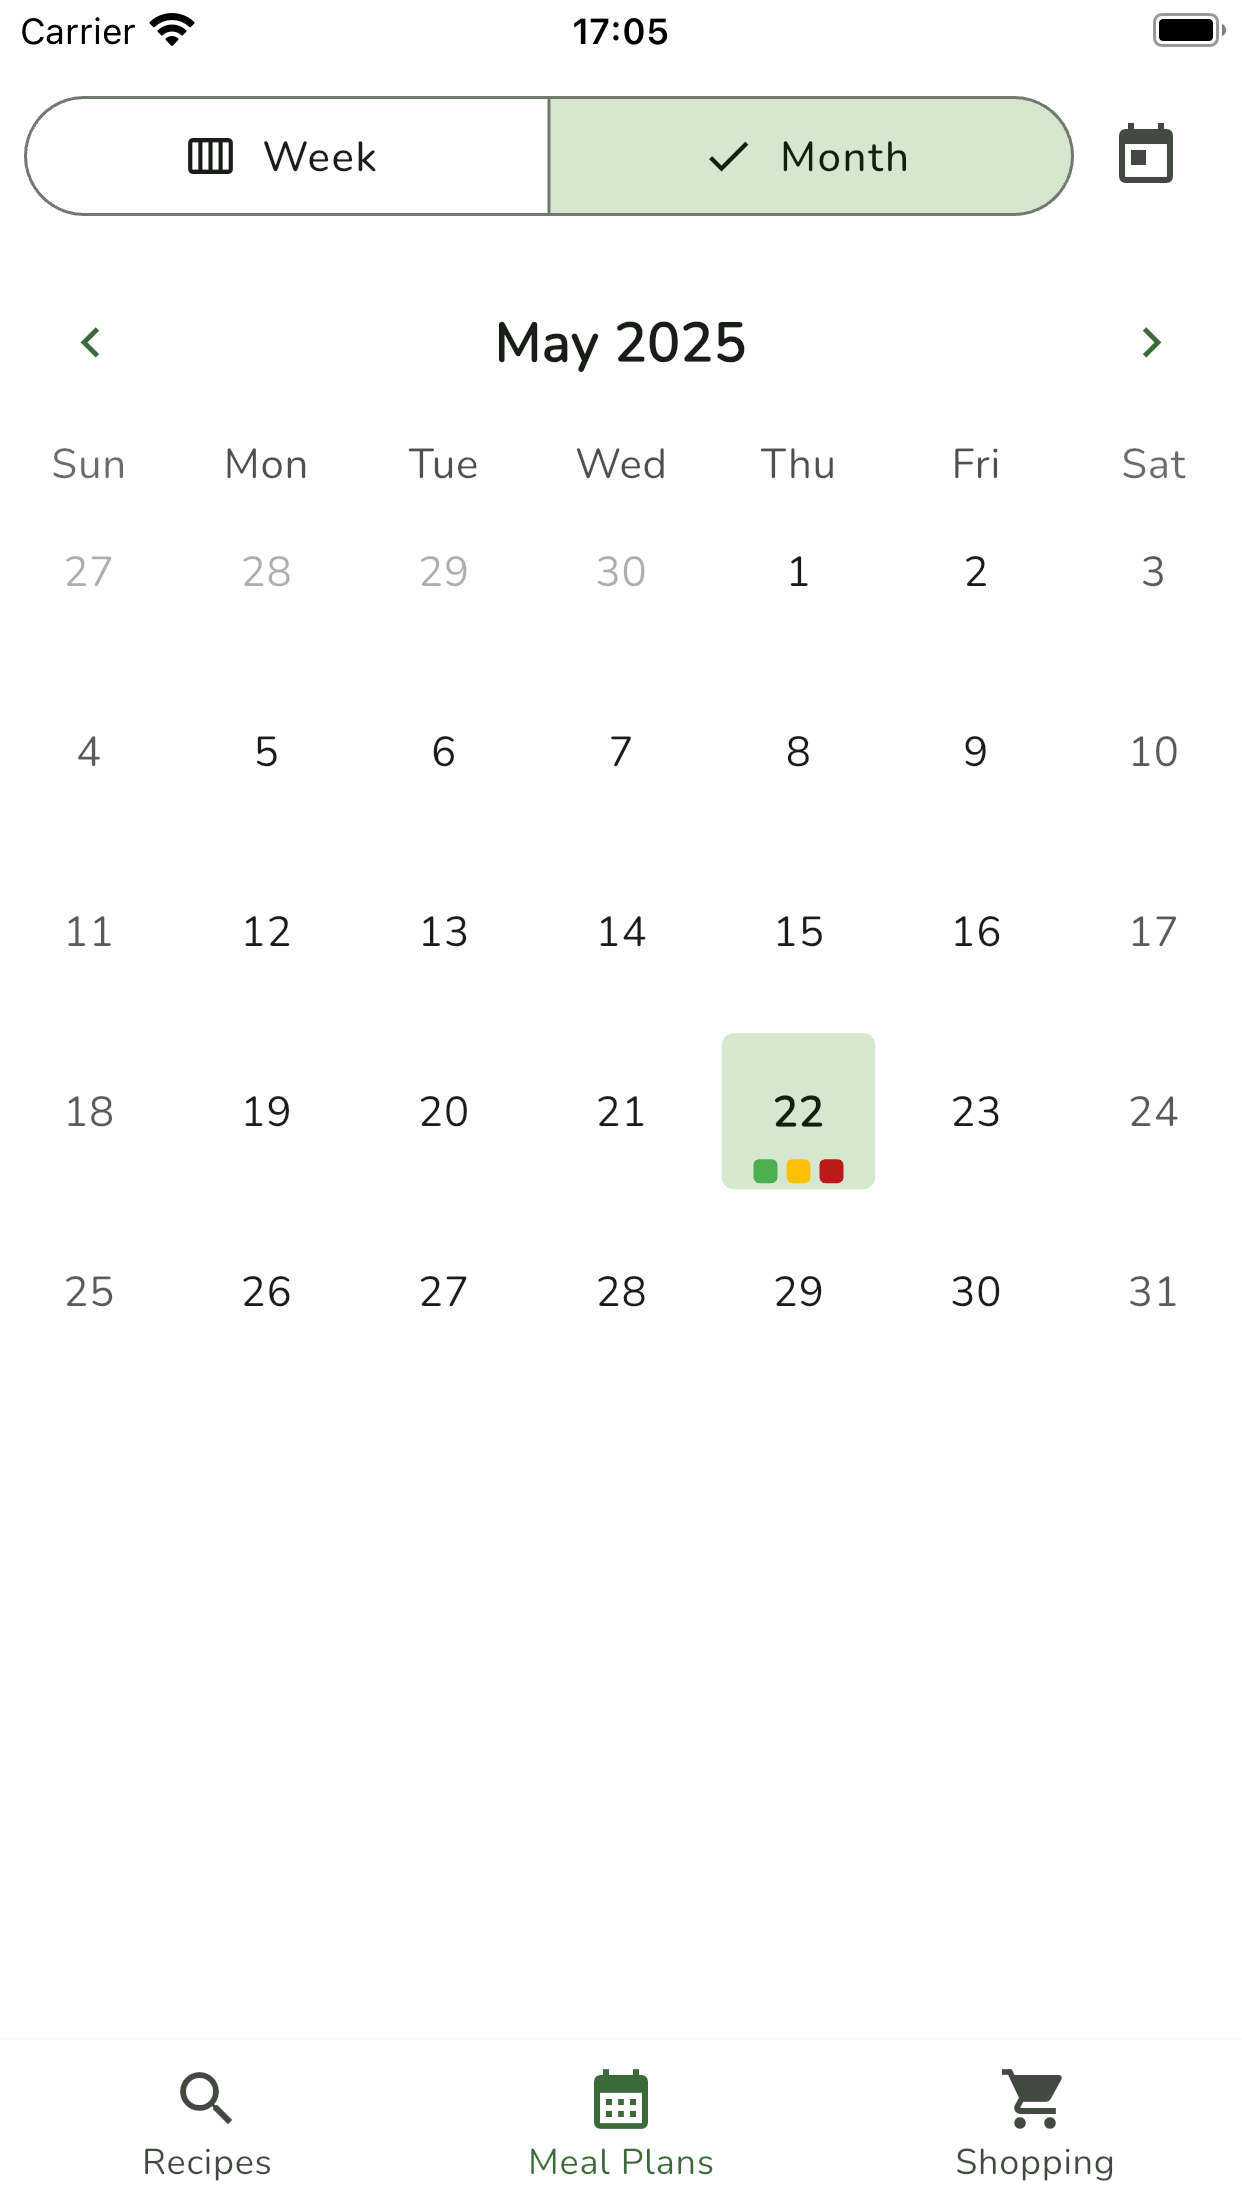 Carrier 17:05
Week Month
May 2025
Sun Mon Tue Wed Thu Fri Sat
27 28 29 30 1 2 3
4 5 6 7 8 9 10
11 12 13 14 15 16 17
18 19 20 21 22 23 24
25 26 27 28 29 30 31
Recipes Meal Plans Shopping